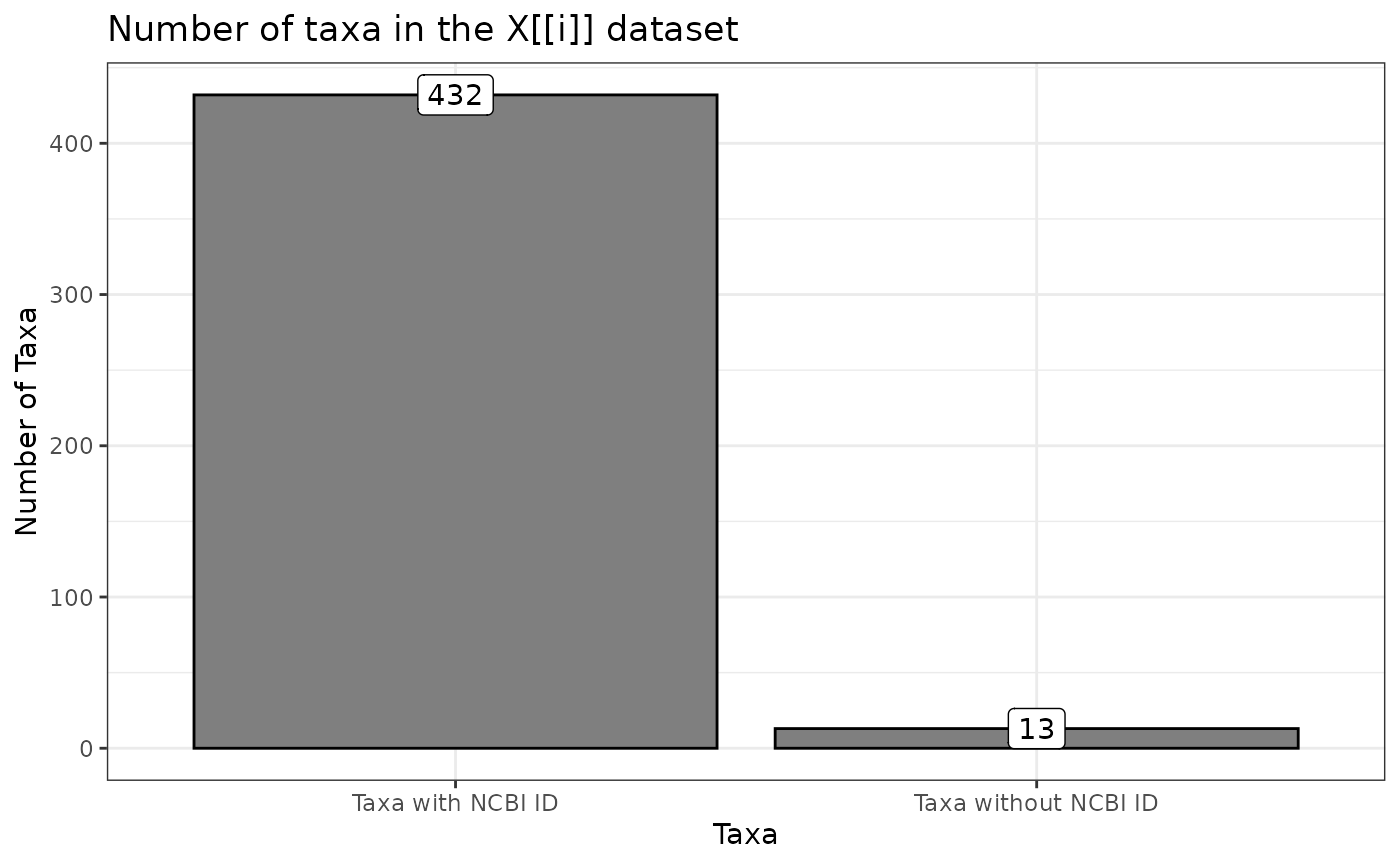 Number of taxa in the X[[i]] dataset
432
400
300
200
100
0
13
Number of Taxa
Taxa with NCBI ID
Taxa without NCBI ID
Taxa